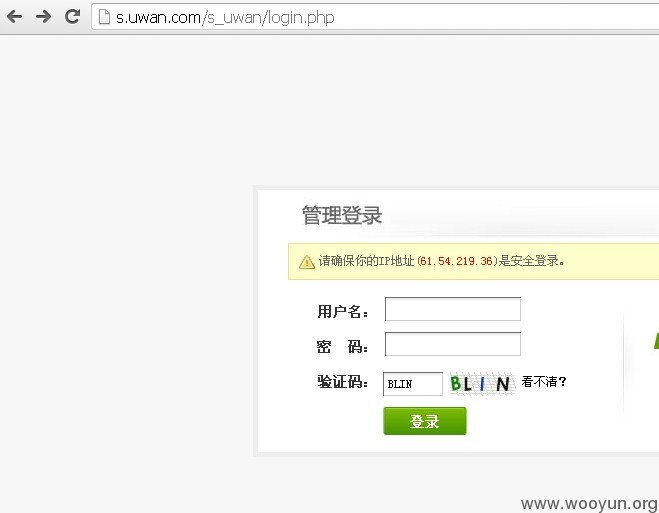 s.uwan.com/s_uwan/login.php
管理登录
请确保你的IP地址(61.54.219.36)是安全登录。
用户名：
密 码：
验证码： BLIN BLIN 看不清?
登录
www.wooyun.org